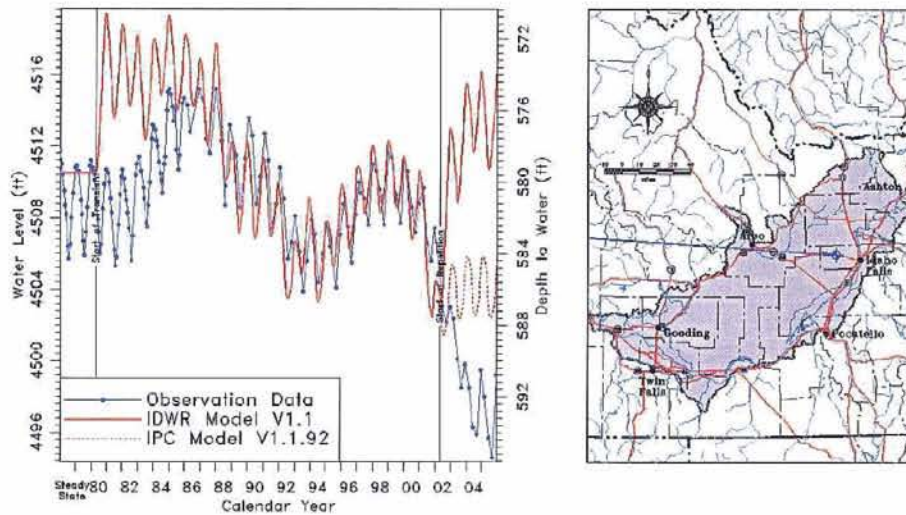 Water Level (ft)
4516
4512
4508
4504
4500
4496
Start of Transient
Start of Repetition
572
576
580
584
588
592
Depth to Water (ft)
Observation Data
IDWR Model V1.1
IPC Model V1.1.92
Steady State
80 82 84 86 88 90 92 94 96 98 00 02 04
Calendar Year
Ashton
Arco
Idaho Falls
Gooding
Pocatello
Twin Falls